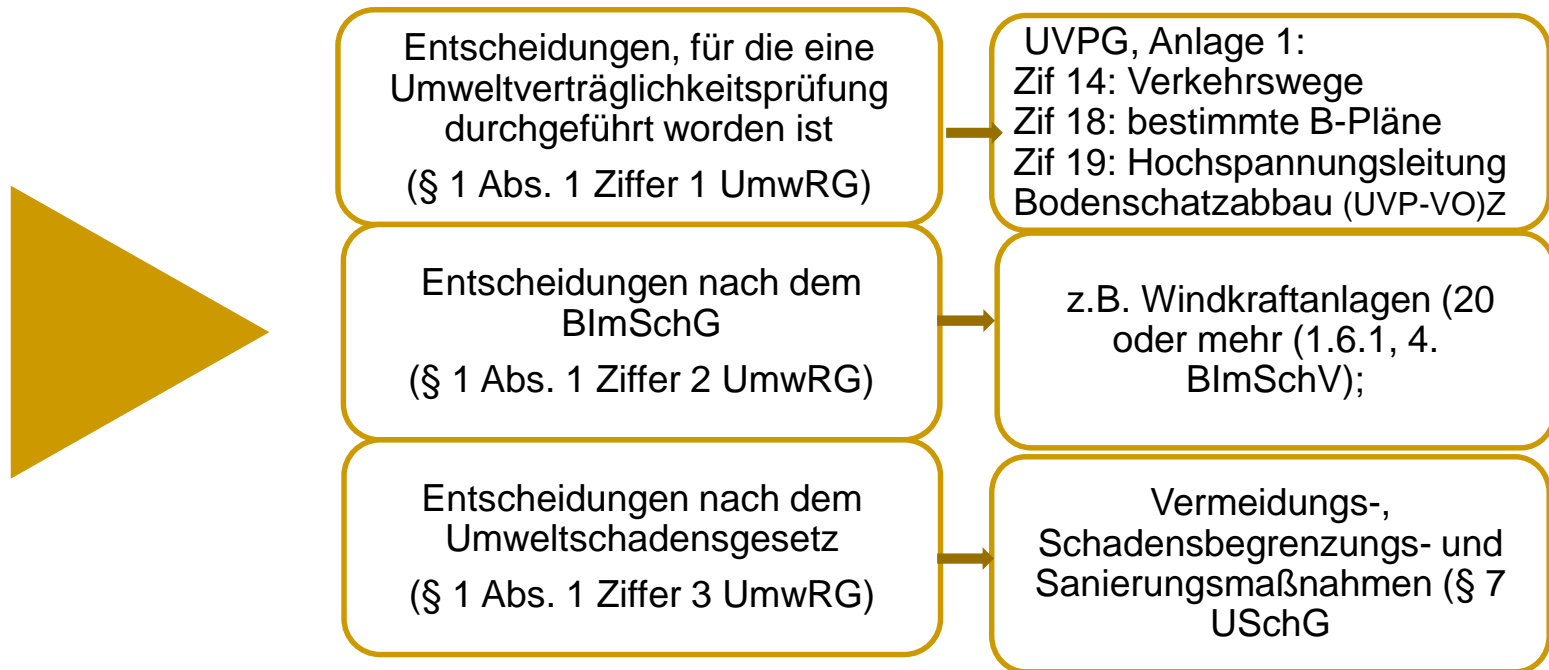 Entscheidungen, für die eine
Umweltverträglichkeitsprüfung
durchgeführt worden ist
(§ 1 Abs. 1 Ziffer 1 UmwRG)
UVPG, Anlage 1:
Zif 14: Verkehrswege
Zif 18: bestimmte B-Pläne
Zif 19: Hochspannungsleitung
Bodenschatzabbau (UVP-VO)Z
Entscheidungen nach dem
BImSchG
(§ 1 Abs. 1 Ziffer 2 UmwRG)
z.B. Windkraftanlagen (20
oder mehr (1.6.1, 4.
BImSchV);
Entscheidungen nach dem
Umweltschadensgesetz
(§ 1 Abs. 1 Ziffer 3 UmwRG)
Vermeidungs-,
Schadensbegrenzungs- und
Sanierungsmaßnahmen (§ 7
USchG